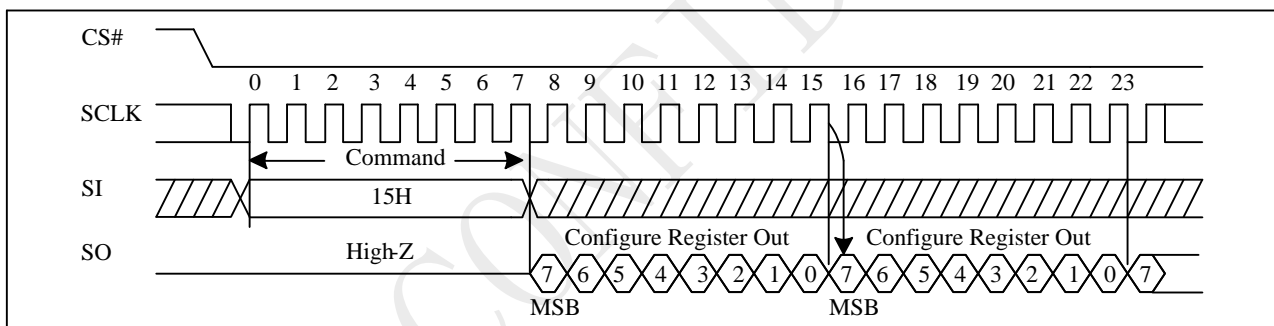 CS#
0 1 2 3 4 5 6 7 8 9 10 11 12 13 14 15 16 17 18 19 20 21 22 23
SCLK
Command
SI 15H
SO High-Z Configure Register Out Configure Register Out
7 6 5 4 3 2 1 0 7 6 5 4 3 2 1 0 7
MSB MSB
CONFID